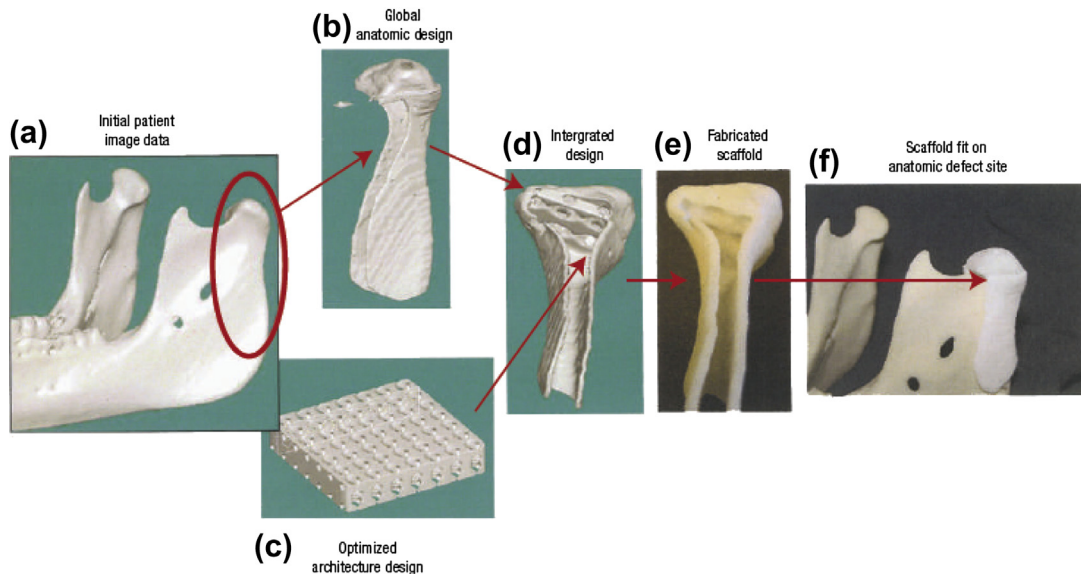 (a)
Initial patient
image data
(b)
Global
anatomic design
(c)
Optimized
architecture design
(d)
Intergrated
design
(e)
Fabricated
scaffold
(f)
Scaffold fit on
anatomic defect site